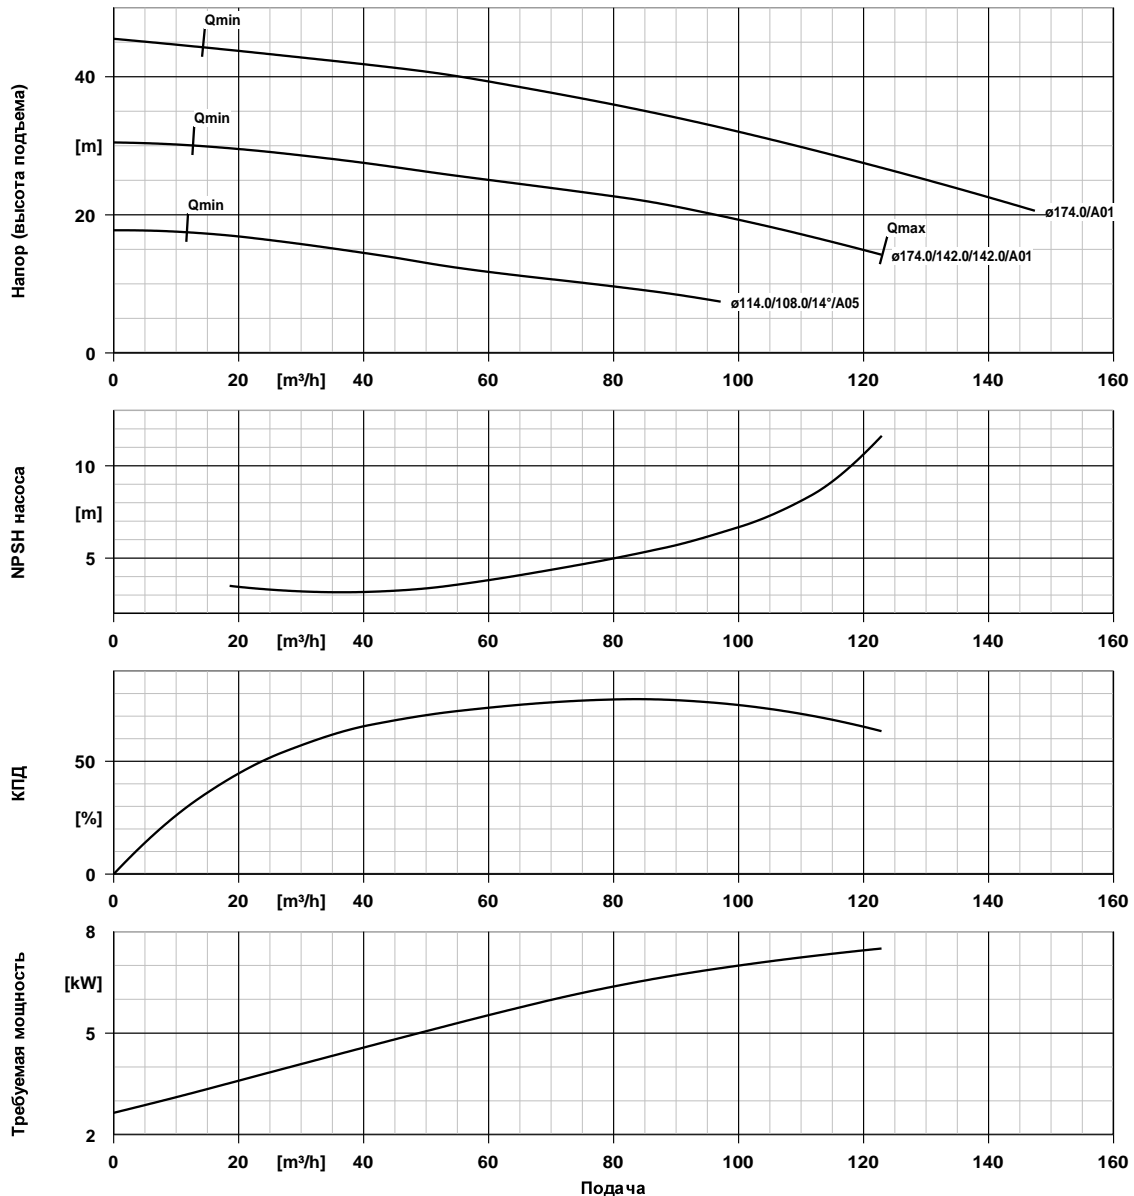 Qmin
40
Qmin
[m]
Qmin
20
ø174.0/A01
Qmax
ø174.0/142.0/142.0/A01
ø114.0/108.0/14°/A05
0
Напор (высота подъема)
0 20 [m³/h] 40 60 80 100 120 140 160
10
[m]
5
NPSH насоса
0 20 [m³/h] 40 60 80 100 120 140 160
50
[%]
0
КПД
0 20 [m³/h] 40 60 80 100 120 140 160
8
[kW]
5
2
Требуемая мощность
0 20 [m³/h] 40 60 80 100 120 140 160
Подача